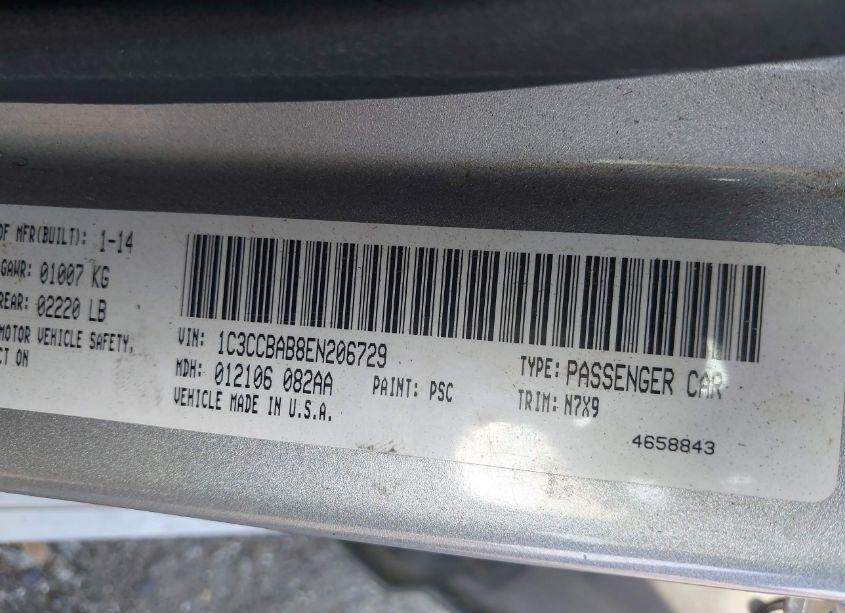 OF MFR(BUILT): 1-14
GAWR: 01007 KG
REAR: 02220 LB
MOTOR VEHICLE SAFETY,
CT ON
VIN: 1C3CCBAB8EN206729
MDH: 012106 082AA
PAINT: PSC
TYPE: PASSENGER CAR
TRIM: N7X9
VEHICLE MADE IN U.S.A.
4658843